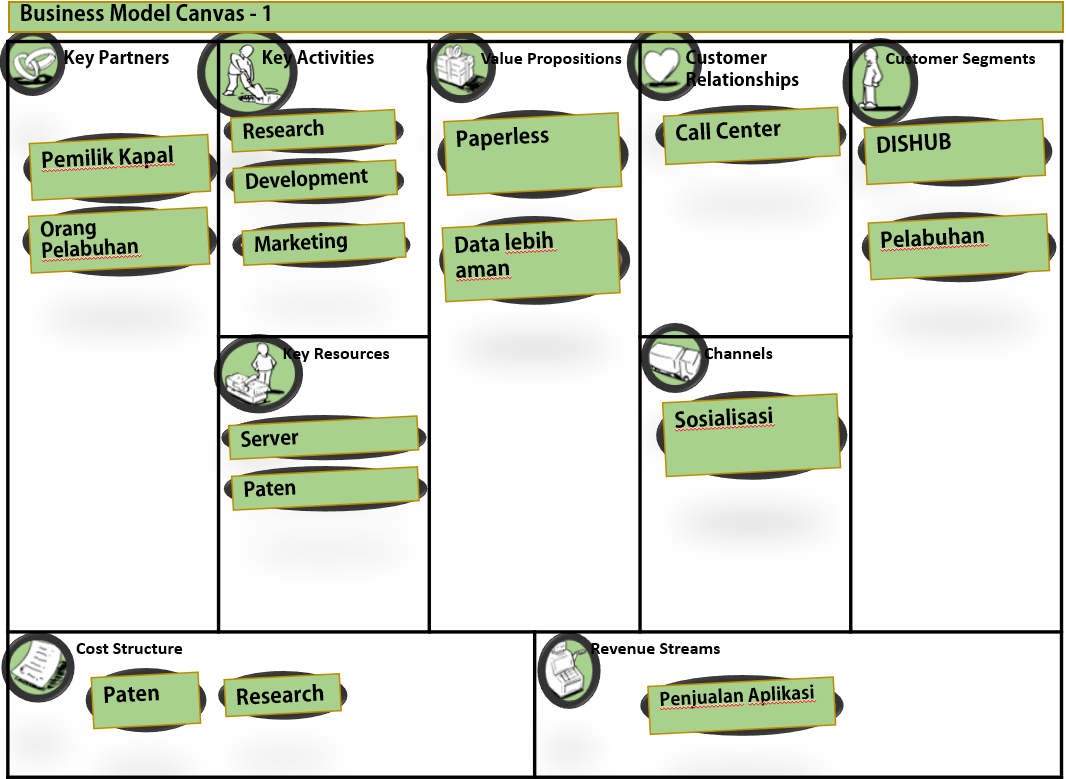 Business Model Canvas - 1
Key Partners
Pemilik Kapal
Orang
Pelabuhan
Key Activities
Research
Development
Marketing
Key Resources
Server
Paten
Value Propositions
Paperless
Data lebih
aman
Customer
Relationships
Call Center
Channels
Sosialisasi
Customer Segments
DISHUB
Pelabuhan
Cost Structure
Paten
Research
Revenue Streams
Penjualan Aplikasi